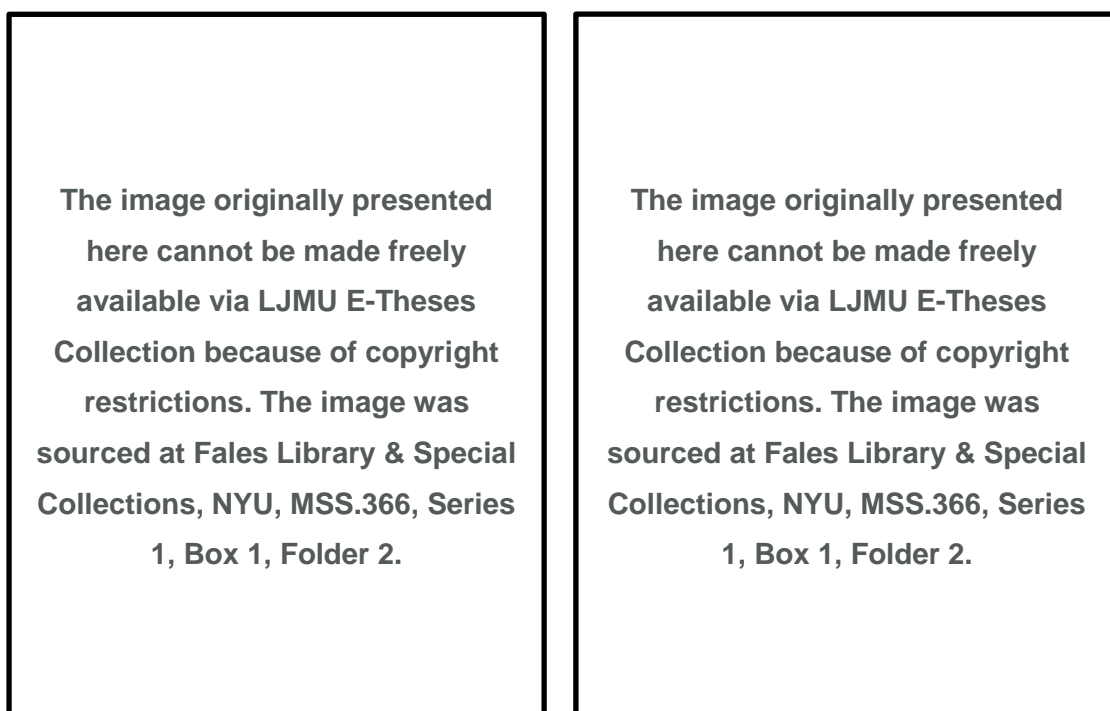 The image originally presented
here cannot be made freely
available via LJMU E-Theses
Collection because of copyright
restrictions. The image was
sourced at Fales Library & Special
Collections, NYU, MSS.366, Series
1, Box 1, Folder 2.
The image originally presented
here cannot be made freely
available via LJMU E-Theses
Collection because of copyright
restrictions. The image was
sourced at Fales Library & Special
Collections, NYU, MSS.366, Series
1, Box 1, Folder 2.